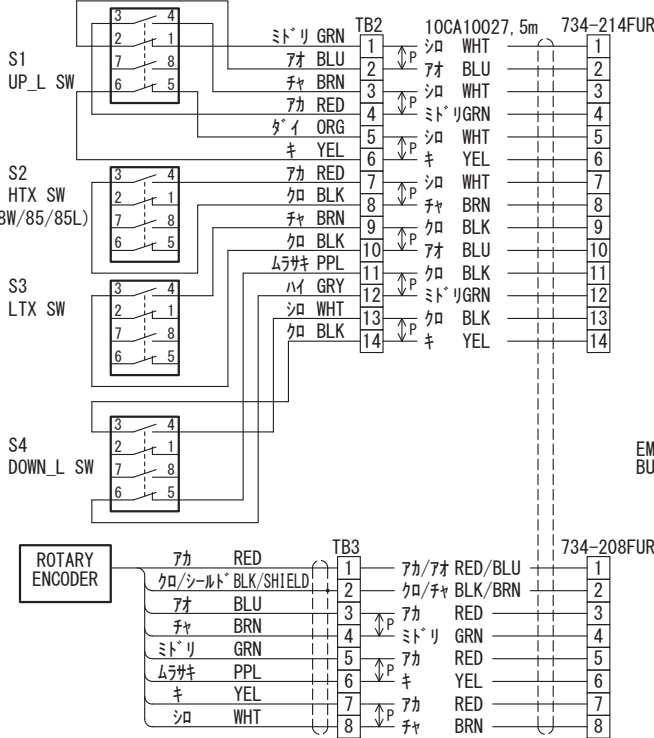 TB2 10CA10027,5m 734-214FUR
S1
UP_L SW
3 4
2 1
7 8
6 5
ミドリ GRN 1 シロ WHT 1
アオ BLU 2 P アオ BLU 2
チャ BRN 3 シロ WHT 3
アカ RED 4 P ミドリGRN 4
ダイ ORG 5 シロ WHT 5
キ YEL 6 P キ YEL 6
S2
HTX SW
8W/85/85L)
3 4
2 1
7 8
6 5
アカ RED 7 シロ WHT 7
クロ BLK 8 P チャ BRN 8
チャ BRN 9 クロ BLK 9
クロ BLK 10 P アオ BLU 10
ムラサキ PPL 11 クロ BLK 11
ハイ GRY 12 P ミドリGRN 12
シロ WHT 13 クロ BLK 13
クロ BLK 14 P キ YEL 14
S3
LTX SW
3 4
2 1
7 8
6 5
S4
DOWN_L SW
3 4
2 1
7 8
6 5
EM
BU
ROTARY
ENCODER
TB3 734-208FUR
アカ RED 1 アカ/アオ RED/BLU 1
クロ/シールド BLK/SHIELD 2 クロ/チャ BLK/BRN 2
アオ BLU 3 アカ RED 3
チャ BRN 4 P ミドリ GRN 4
ミドリ GRN 5 アカ RED 5
ムラサキ PPL 6 P キ YEL 6
キ YEL 7 アカ RED 7
シロ WHT 8 P チャ BRN 8